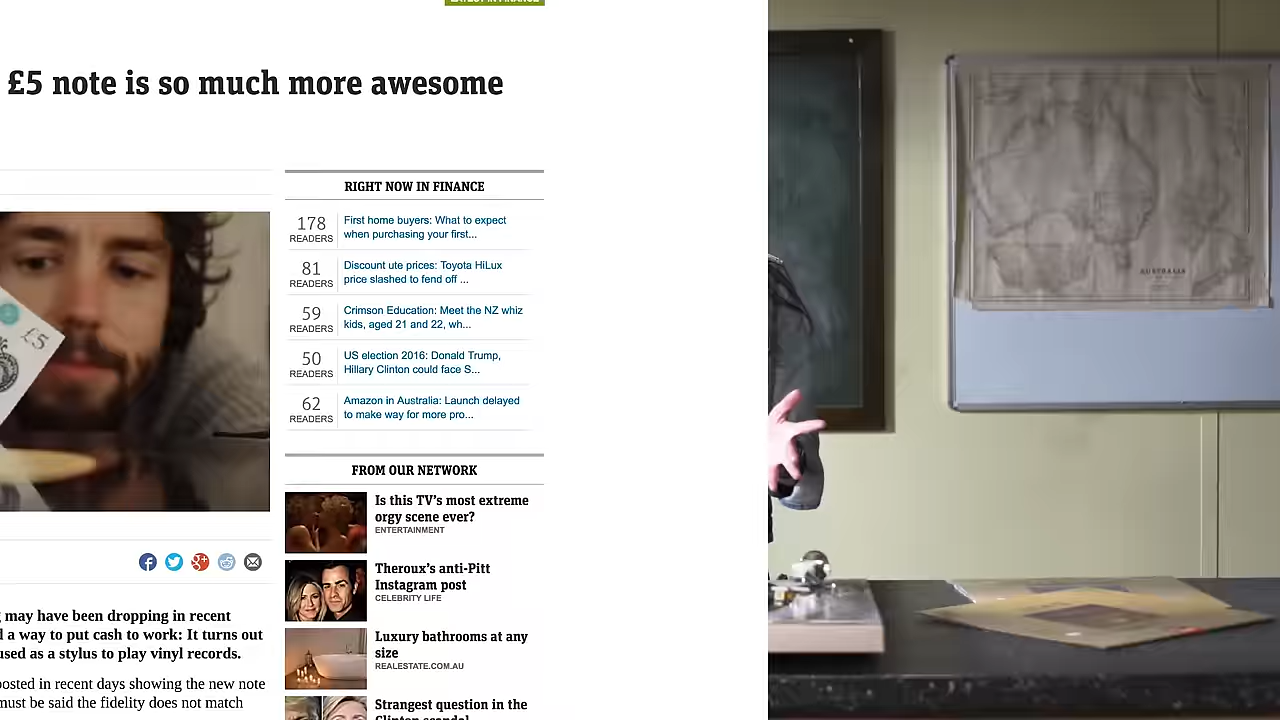 £5 note is so much more awesome
RIGHT NOW IN FINANCE
178
READERS
First home buyers: What to expect
when purchasing your first...
81
READERS
Discount ute prices: Toyota HiLux
price slashed to fend off ...
59
READERS
Crimson Education: Meet the NZ whiz
kids, aged 21 and 22, wh...
50
READERS
US election 2016: Donald Trump,
Hillary Clinton could face S...
62
READERS
Amazon in Australia: Launch delayed
to make way for more pro...
£5
FROM OUR NETWORK
Is this TV's most extreme
orgy scene ever?
ENTERTAINMENT
Theroux's anti-Pitt
Instagram post
CELEBRITY LIFE
Luxury bathrooms at any
size
REALESTATE.COM.AU
Strangest question in the
may have been dropping in recent
a way to put cash to work: It turns out
used as a stylus to play vinyl records.
posted in recent days showing the new note
must be said the fidelity does not match
AUSTRALIA